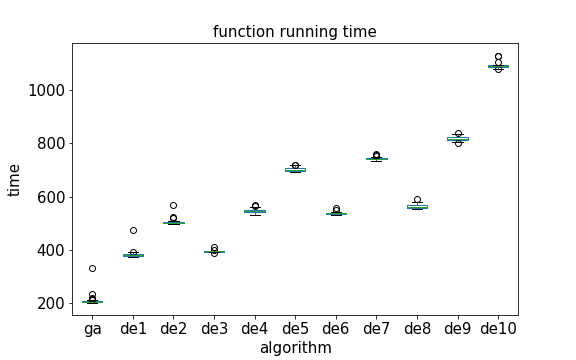 function running time
time
1000
800
600
400
200
ga de1 de2 de3 de4 de5 de6 de7 de8 de9 de10
algorithm